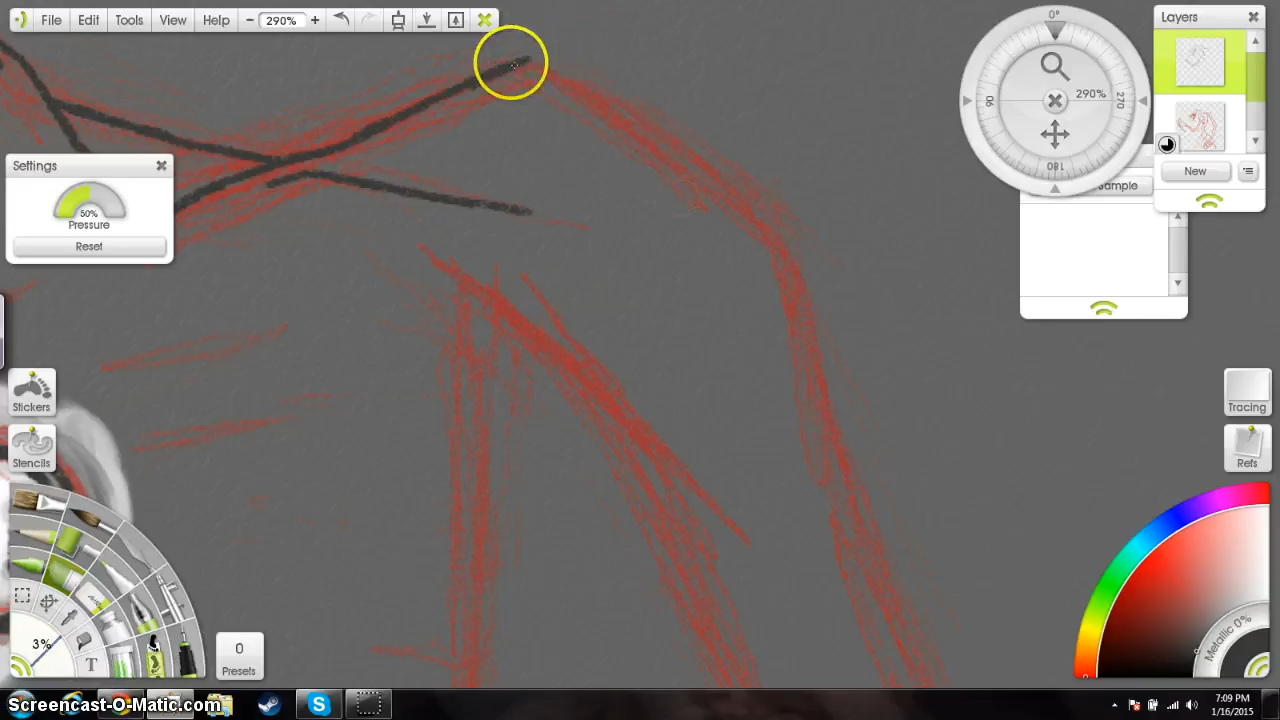 File Edit Tools View Help 290%
Layers
0°
290%
90
270
180
Sample
New
Settings
50%
Pressure
Reset
Stickers
Stencils
3%
T
0
Presets
Tracing
Refs
Metallic 0%
Screencast-O-Matic.com
7:09 PM
1/16/2015